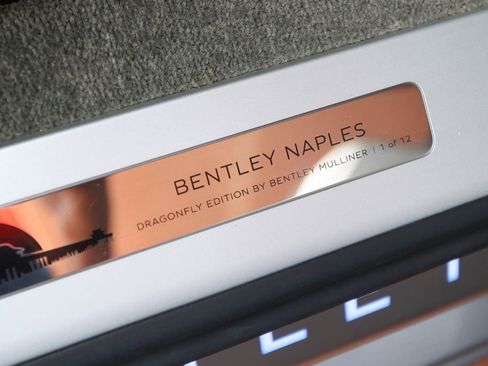 BENTLEY NAPLES
DRAGONFLY EDITION BY BENTLEY MULLINER | 1 of 12